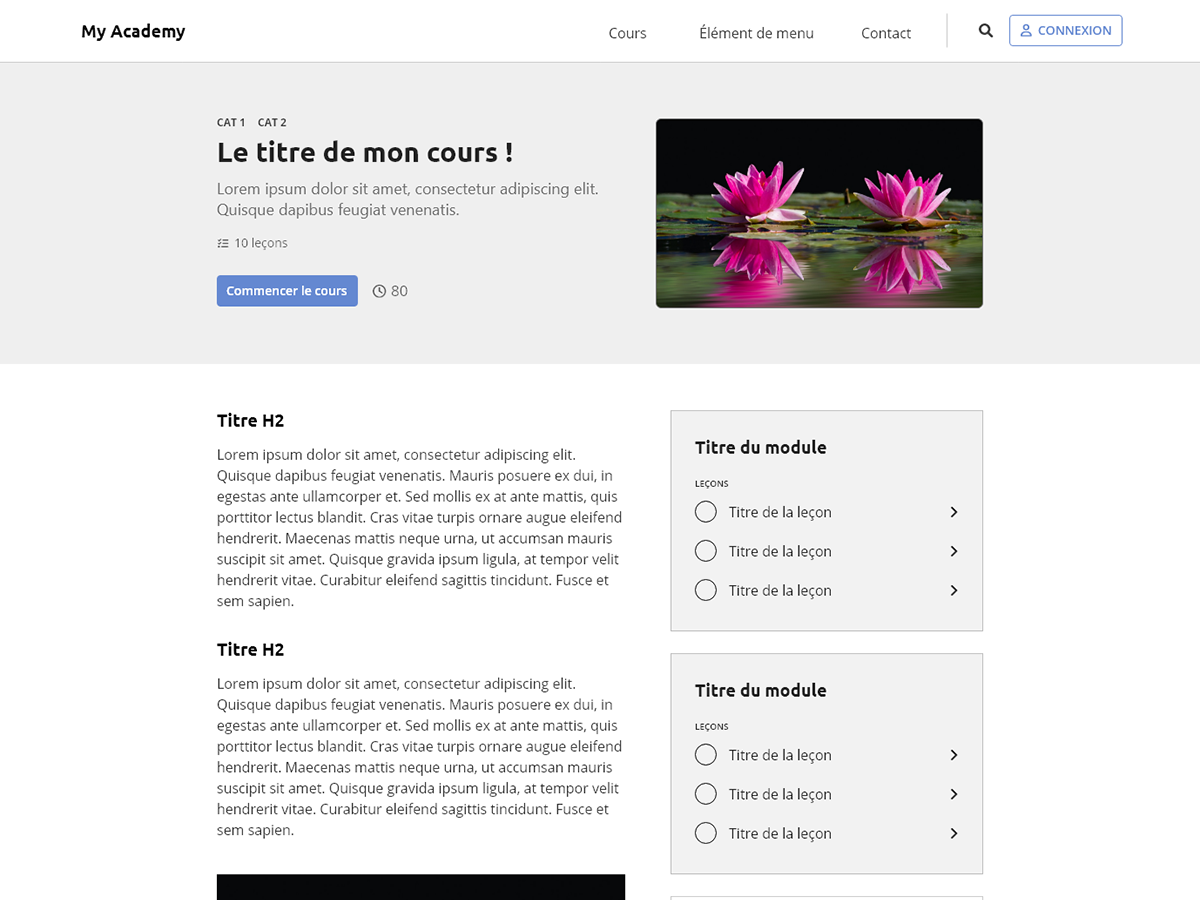 My Academy
Cours
Élément de menu
Contact
CONNEXION
CAT 1 CAT 2
Le titre de mon cours !
Lorem ipsum dolor sit amet, consectetur adipiscing elit.
Quisque dapibus feugiat venenatis.
10 leçons
Commencer le cours
80
Titre H2
Lorem ipsum dolor sit amet, consectetur adipiscing elit.
Quisque dapibus feugiat venenatis. Mauris posuere ex dui, in
egestas ante ullamcorper et. Sed mollis ex at ante mattis, quis
porttitor lectus blandit. Cras vitae turpis ornare augue eleifend
hendrerit. Maecenas mattis neque urna, ut accumsan mauris
suscipit sit amet. Quisque gravida ipsum ligula, at tempor velit
hendrerit vitae. Curabitur eleifend sagittis tincidunt. Fusce et
sem sapien.
Titre H2
Lorem ipsum dolor sit amet, consectetur adipiscing elit.
Quisque dapibus feugiat venenatis. Mauris posuere ex dui, in
egestas ante ullamcorper et. Sed mollis ex at ante mattis, quis
porttitor lectus blandit. Cras vitae turpis ornare augue eleifend
hendrerit. Maecenas mattis neque urna, ut accumsan mauris
suscipit sit amet. Quisque gravida ipsum ligula, at tempor velit
hendrerit vitae. Curabitur eleifend sagittis tincidunt. Fusce et
sem sapien.
Titre du module
LEÇONS
Titre de la leçon
Titre de la leçon
Titre de la leçon
Titre du module
LEÇONS
Titre de la leçon
Titre de la leçon
Titre de la leçon